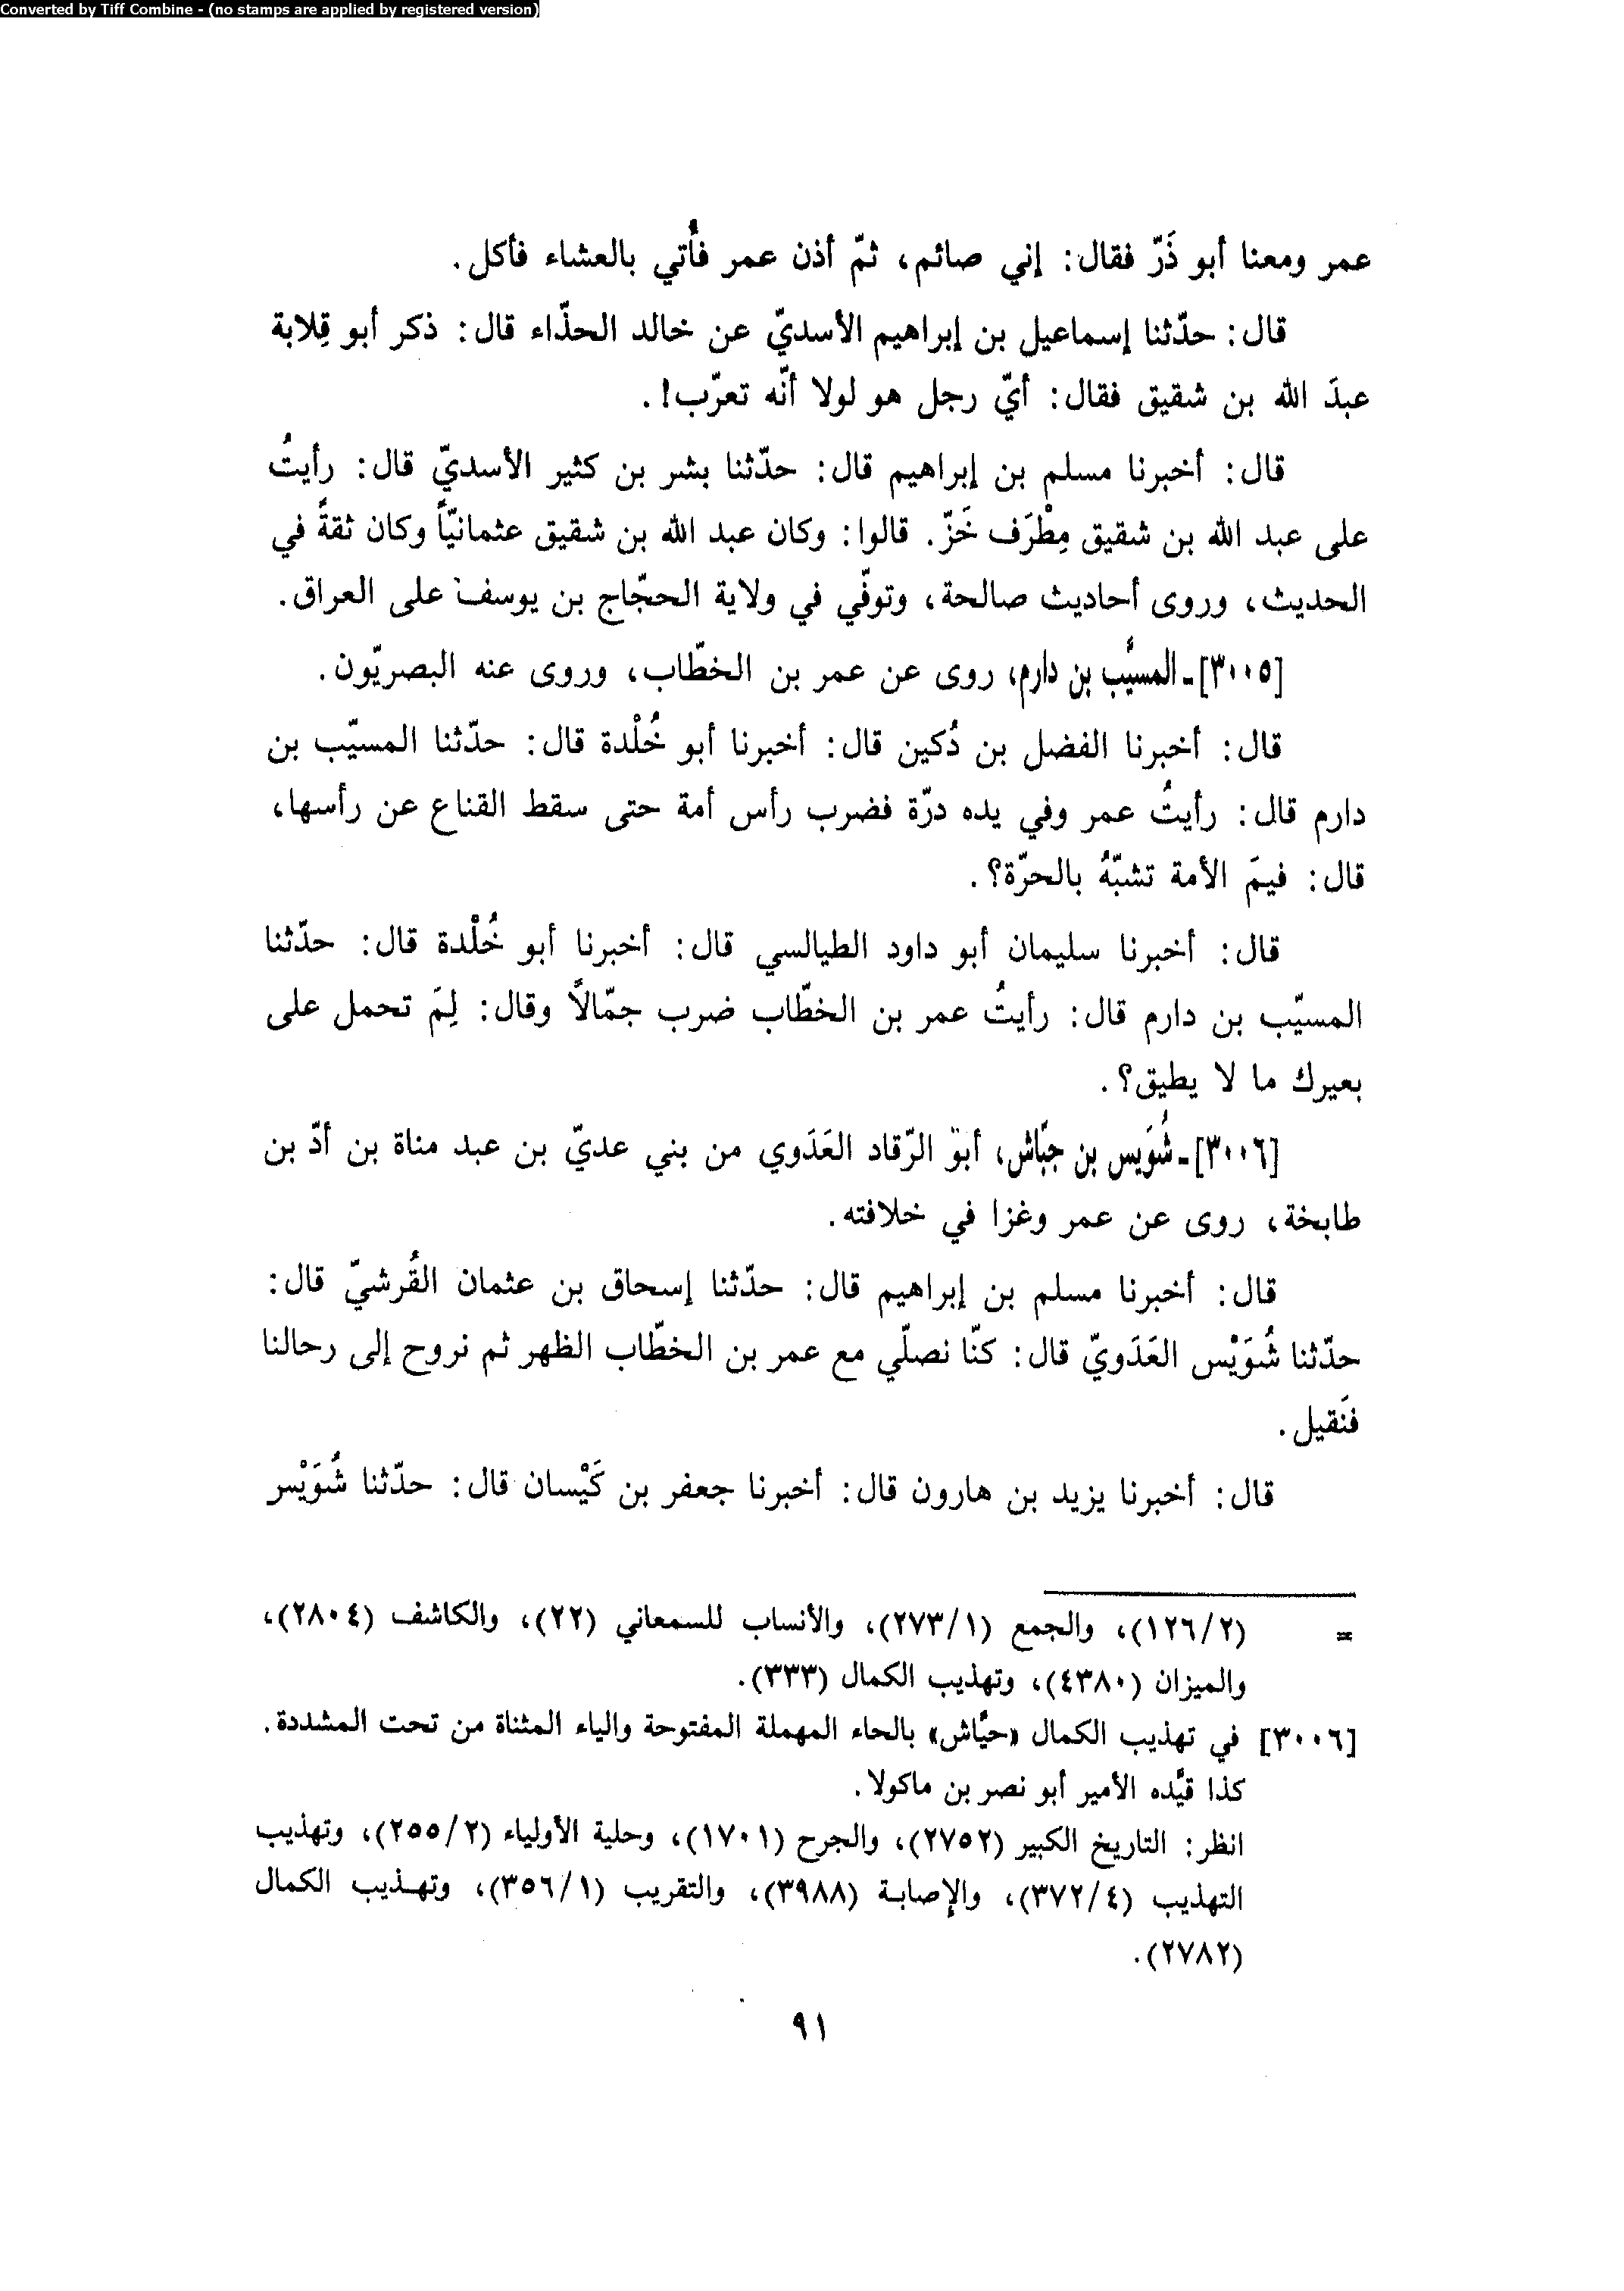 Converted by Tiff Combine - (no stamps are applied by registered version)
عمر ومعنا أبو ذَرّ فقال: إني صائم، ثمّ أذن عمر فأُتي بالعشاء فأكل.
قال: حدّثنا إسماعيل بن إبراهيم الأسديّ عن خالد الحذّاء قال: ذكر أبو قِلابة
عبدَ الله بن شقيق فقال: أيّ رجل هو لولا أنّه تعرّب!.
قال: أخبرنا مسلم بن إبراهيم قال: حدّثنا بشر بن كثير الأسديّ قال: رأيتُ
على عبد الله بن شقيق مِطْرَف خَزّ. قالوا: وكان عبد الله بن شقيق عثمانيّاً وكان ثقةً في
الحديث، وروى أحاديث صالحة، وتوفّي في ولاية الحجّاج بن يوسف على العراق.
[٣٠٠٥]ـ المسيَّب بن دارم، روى عن عمر بن الخطّاب، وروى عنه البصريّون.
قال: أخبرنا الفضل بن دُكين قال: أخبرنا أبو خُلْدة قال: حدّثنا المسيّب بن
دارم قال: رأيتُ عمر وفي يده درّة فضرب رأس أمة حتى سقط القناع عن رأسها،
قال: فيمَ الأمة تشبّهُ بالحرّة؟.
قال: أخبرنا سليمان أبو داود الطيالسي قال: أخبرنا أبو خُلْدة قال: حدّثنا
المسيّب بن دارم قال: رأيتُ عمر بن الخطّاب ضرب جمّالاً وقال: لِمَ تحمل على
بعيرك ما لا يطيق؟.
[٣٠٠٦]ـ شُوَيس بن جبّاش، أبو الرّقاد العَدَوي من بني عديّ بن عبد مناة بن أدّ بن
طابخة، روى عن عمر وغزا في خلافته.
قال: أخبرنا مسلم بن إبراهيم قال: حدّثنا إسحاق بن عثمان القُرشيّ قال:
حدّثنا شُوَيْس العَدَويّ قال: كنّا نصلّي مع عمر بن الخطّاب الظهر ثم نروح إلى رحالنا
فنَقيل.
قال: أخبرنا يزيد بن هارون قال: أخبرنا جعفر بن كَيْسان قال: حدّثنا شُوَيْس
= (١٢٦/٢)، والجمع (٢٧٣/١)، والأنساب للسمعاني (٢٢)، والكاشف (٢٨٠٤)،
والميزان (٤٣٨٠)، وتهذيب الكمال (٣٣٣).
[٣٠٠٦] في تهذيب الكمال «حيَّاش» بالحاء المهملة المفتوحة والياء المثناة من تحت المشددة.
كذا قيَّده الأمير أبو نصر بن ماكولا.
انظر: التاريخ الكبير (٢٧٥٢)، والجرح (١٧٠١)، وحلية الأولياء (٢٥٥/٢)، وتهذيب
التهذيب (٣٧٢/٤)، والإصابة (٣٩٨٨)، والتقريب (٣٥٦/١)، وتهذيب الكمال
(٢٧٨٢).
٩١